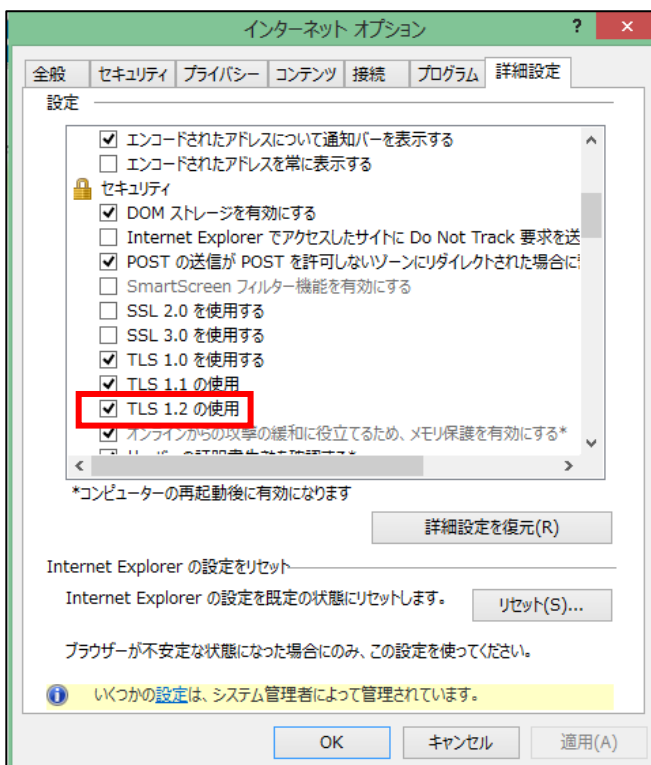 インターネット オプション
? ×
全般 セキュリティ プライバシー コンテンツ 接続 プログラム 詳細設定
設定
エンコードされたアドレスについて通知バーを表示する
エンコードされたアドレスを常に表示する
セキュリティ
DOM ストレージを有効にする
Internet Explorer でアクセスしたサイトに Do Not Track 要求を送
POST の送信が POST を許可しないゾーンにリダイレクトされた場合に
SmartScreen フィルター機能を有効にする
SSL 2.0 を使用する
SSL 3.0 を使用する
TLS 1.0 を使用する
TLS 1.1 の使用
TLS 1.2 の使用
オンラインからの攻撃の緩和に役立てるため、メモリ保護を有効にする*
*コンピューターの再起動後に有効になります
詳細設定を復元(R)
Internet Explorer の設定をリセット
Internet Explorer の設定を既定の状態にリセットします。
リセット(S)...
ブラウザーが不安定な状態になった場合にのみ、この設定を使ってください。
いくつかの設定は、システム管理者によって管理されています。
OK キャンセル 適用(A)